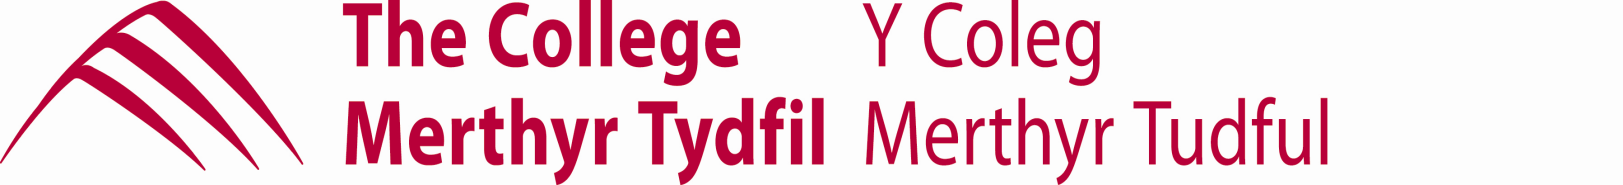 The College
Merthyr Tydfil
Y Coleg
Merthyr Tudful